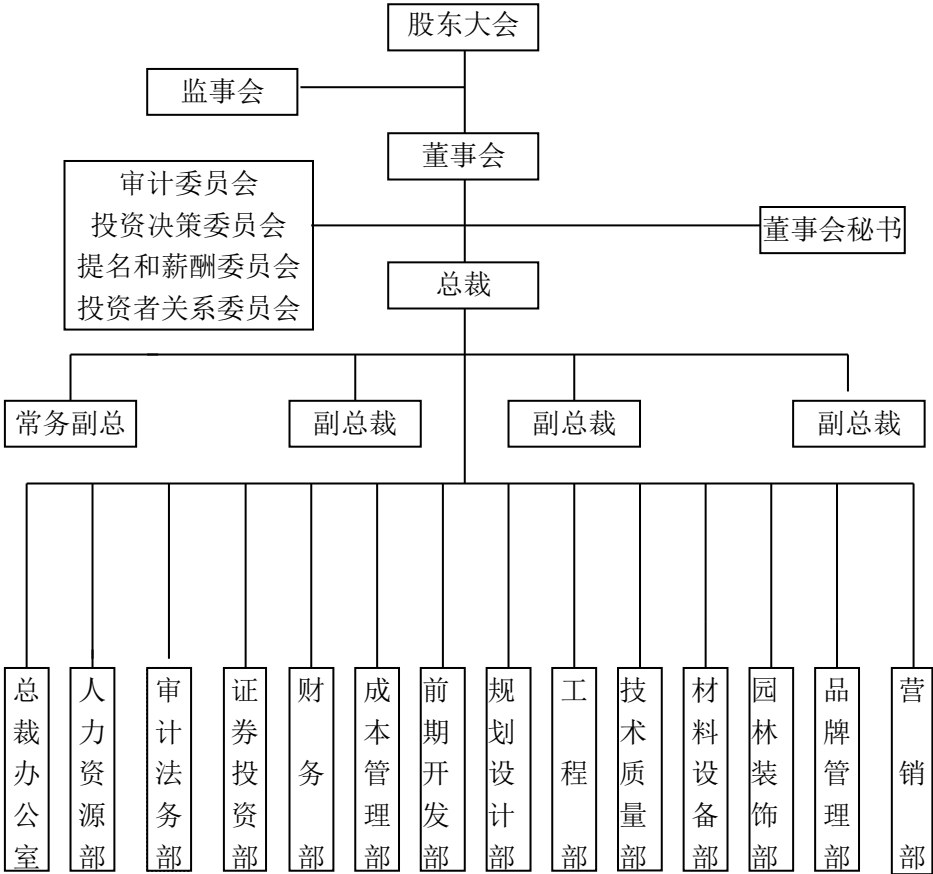 股东大会
监事会
董事会
审计委员会
投资决策委员会
提名和薪酬委员会
投资者关系委员会
董事会秘书
总裁
常务副总
副总裁
副总裁
副总裁
总裁办公室
人力资源部
审计法务部
证券投资部
财务部
成本管理部
前期开发部
规划设计部
工程部
技术质量部
材料设备部
园林装饰部
品牌管理部
营销部